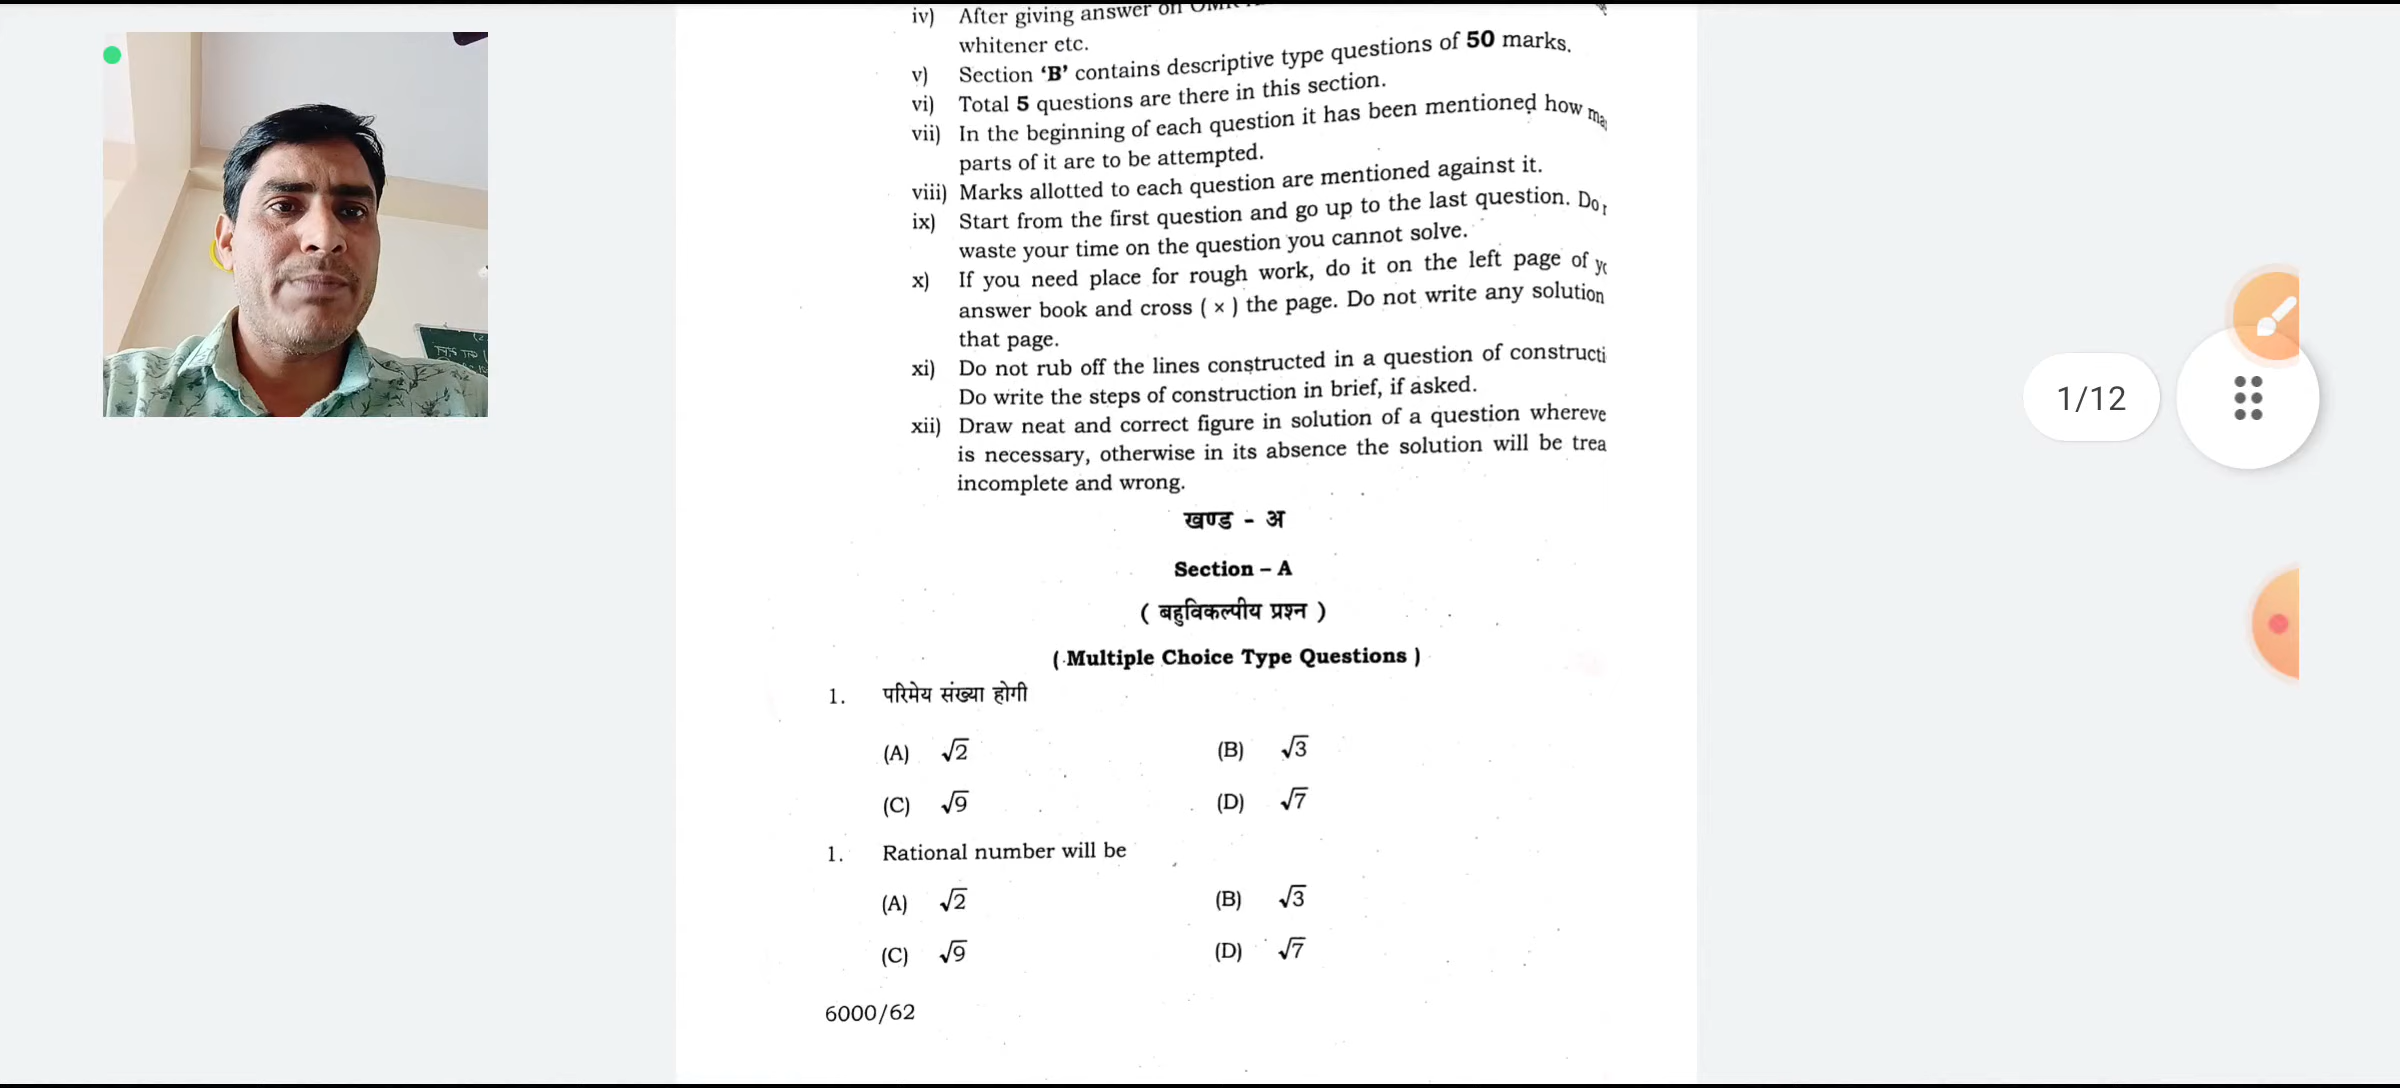 iv) After giving answer on
whitener etc.
v) Section ‘B’ contains descriptive type questions of 50 marks.
vi) Total 5 questions are there in this section.
vii) In the beginning of each question it has been mentioned how
parts of it are to be attempted.
viii) Marks allotted to each question are mentioned against it.
ix) Start from the first question and go up to the last question. Do
waste your time on the question you cannot solve.
x) If you need place for rough work, do it on the left page of
answer book and cross ( × ) the page. Do not write any solution
that page.
xi) Do not rub off the lines constructed in a question of constructi
Do write the steps of construction in brief, if asked.
xii) Draw neat and correct figure in solution of a question whereve
is necessary, otherwise in its absence the solution will be trea
incomplete and wrong.
खण्ड - अ
Section – A
( बहुविकल्पीय प्रश्न )
( Multiple Choice Type Questions )
1. परिमेय संख्या होगी
(A) √2 (B) √3
(C) √9 (D) √7
1. Rational number will be
(A) √2 (B) √3
(C) √9 (D) √7
6000/62
1/12